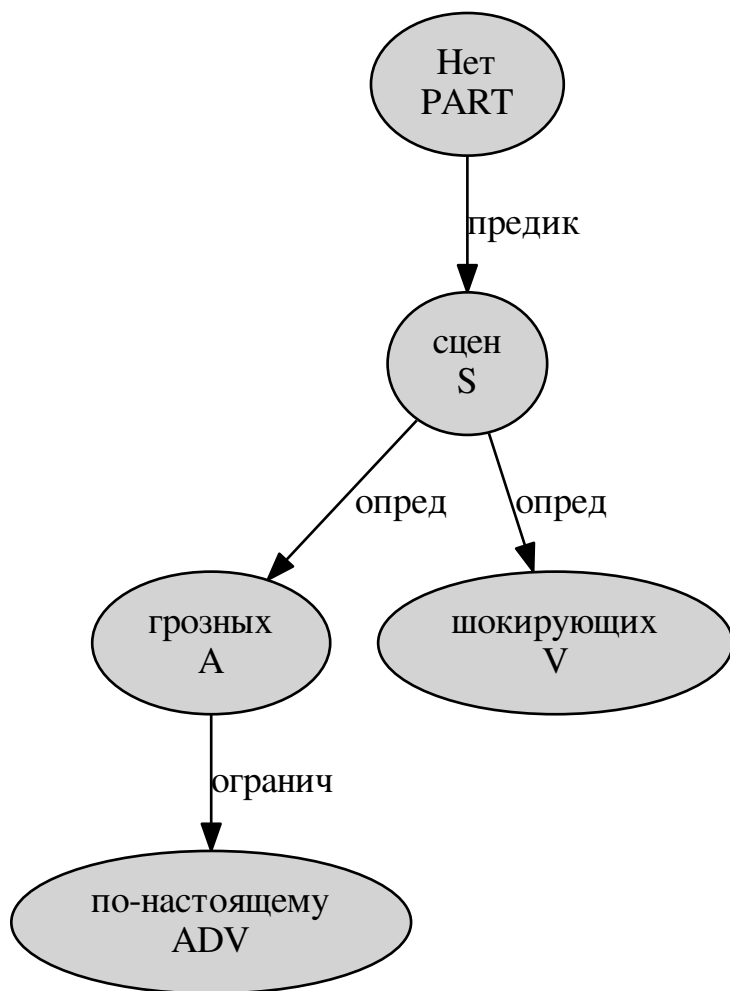 Нет
PART
предик
сцен
S
опред
опред
грозных
A
шокирующих
V
огранич
по-настоящему
ADV